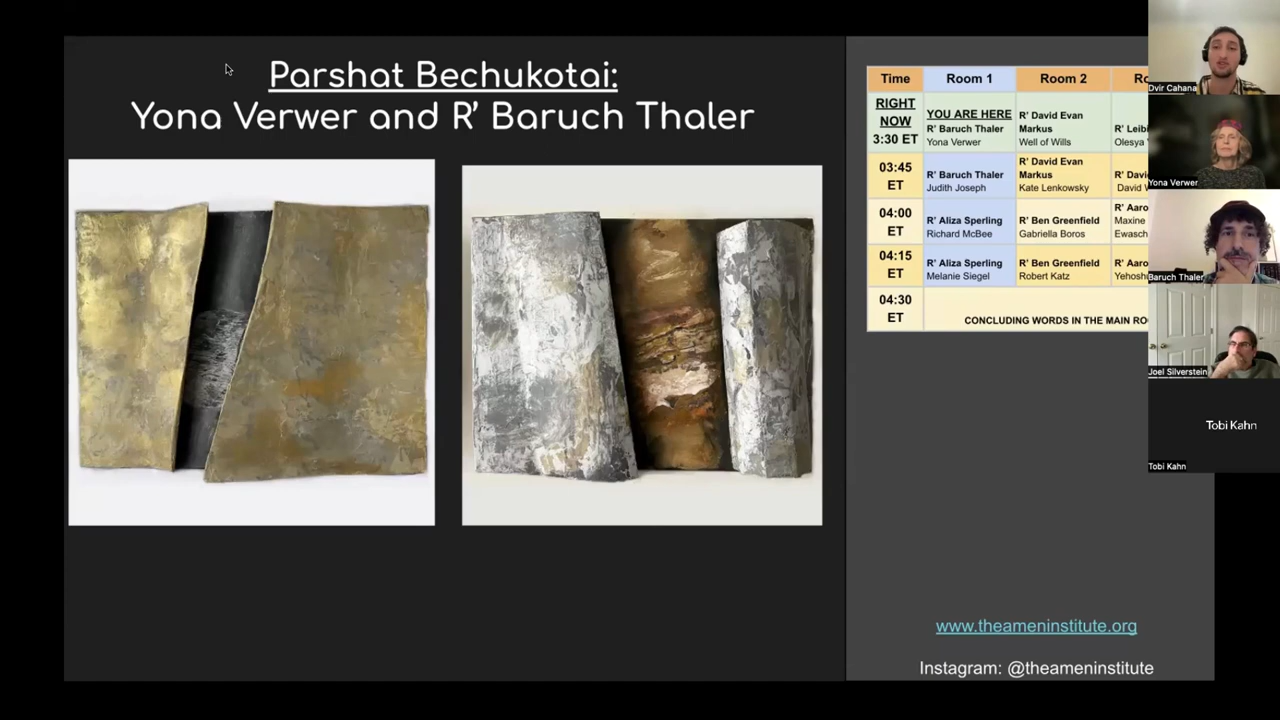 Parshat Bechukotai:
Yona Verwer and R’ Baruch Thaler
Time
Room 1
Room 2
RIGHT
NOW
3:30 ET
YOU ARE HERE
R' Baruch Thaler
Yona Verwer
R' David Evan
Markus
Well of Wills
R' Leib
Olesya
03:45
ET
R' Baruch Thaler
Judith Joseph
R' David Evan
Markus
Kate Lenkowsky
R' Davi
David W
04:00
ET
R' Aliza Sperling
Richard McBee
R' Ben Greenfield
Gabriella Boros
R' Aaro
Maxine
Ewasch
04:15
ET
R' Aliza Sperling
Melanie Siegel
R' Ben Greenfield
Robert Katz
R' Aaro
Yehosh
04:30
ET
CONCLUDING WORDS IN THE MAIN RO
www.theameninstitute.org
Instagram: @theameninstitute
Dvir Cahana
Yona Verwer
Baruch Thaler
Joel Silverstein
Tobi Kahn
Tobi Kahn